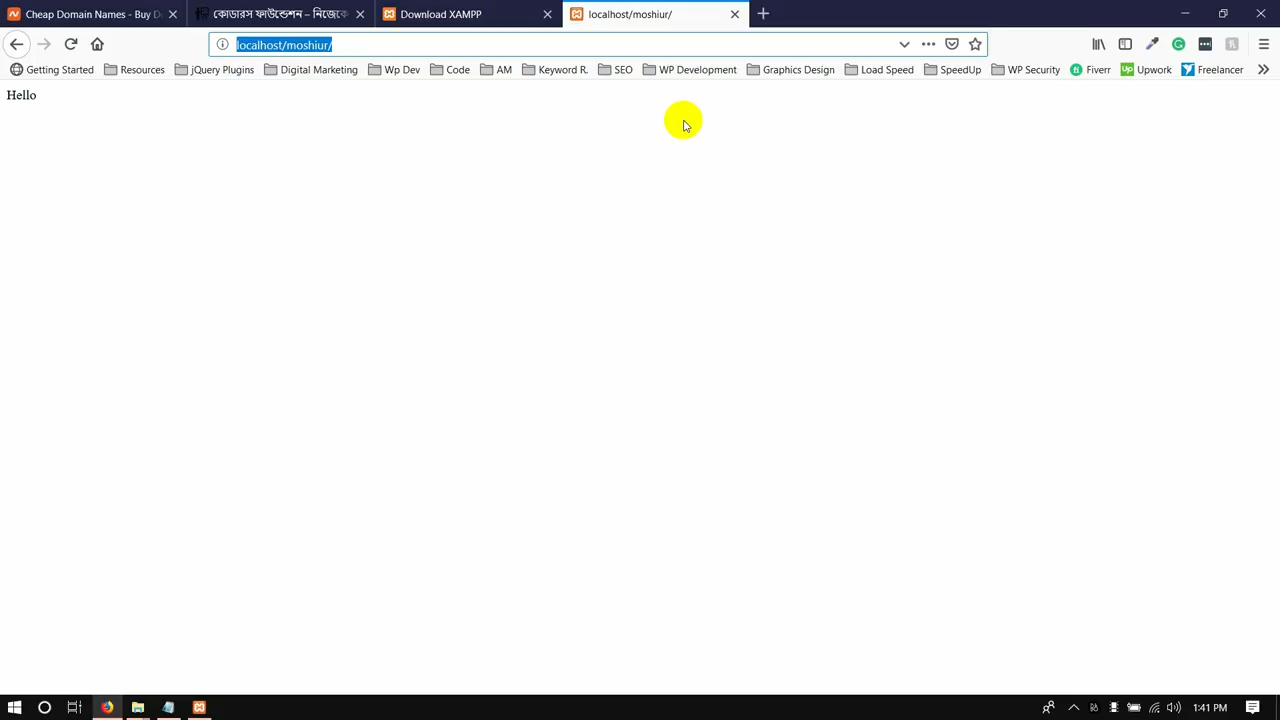 Cheap Domain Names - Buy D
কোডারস ফাউন্ডেশন – নিজেকে
Download XAMPP
localhost/moshiur/
localhost/moshiur/
Getting Started
Resources
jQuery Plugins
Digital Marketing
Wp Dev
Code
AM
Keyword R.
SEO
WP Development
Graphics Design
Load Speed
SpeedUp
WP Security
Fiverr
Upwork
Freelancer
Hello
1:41 PM